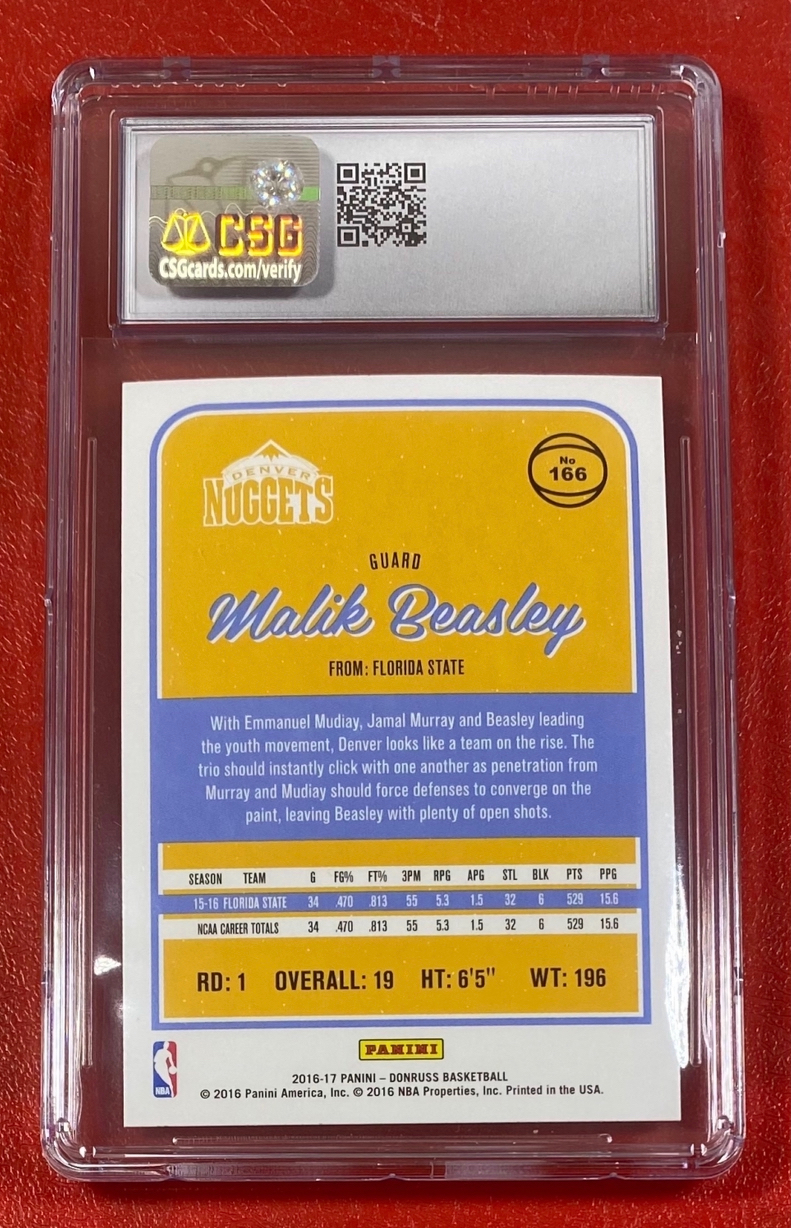 CSG
CSGcards.com/verify
DENVER
NUGGETS
No
166
GUARD
Malik Beasley
FROM: FLORIDA STATE
With Emmanuel Mudiay, Jamal Murray and Beasley leading
the youth movement, Denver looks like a team on the rise. The
trio should instantly click with one another as penetration from
Murray and Mudiay should force defenses to converge on the
paint, leaving Beasley with plenty of open shots.
SEASON TEAM G FG% FT% 3PM RPG APG STL BLK PTS PPG
15-16 FLORIDA STATE 34 .470 .813 55 5.3 1.5 32 6 529 15.6
NCAA CAREER TOTALS 34 .470 .813 55 5.3 1.5 32 6 529 15.6
RD: 1 OVERALL: 19 HT: 6'5" WT: 196
PANINI
NBA
2016-17 PANINI – DONRUSS BASKETBALL
© 2016 Panini America, Inc. © 2016 NBA Properties, Inc. Printed in the USA.